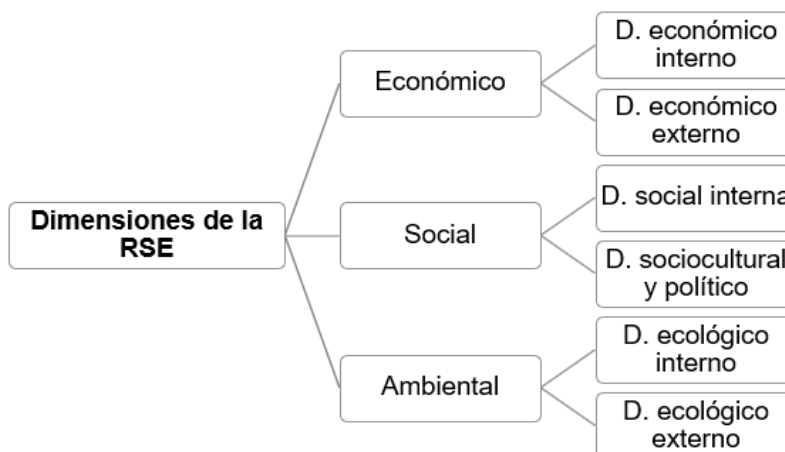 D. económico
interno
Económico
D. económico
externo
Dimensiones de la
RSE
D. social interna
Social
D. sociocultural
y político
D. ecológico
interno
Ambiental
D. ecológico
externo